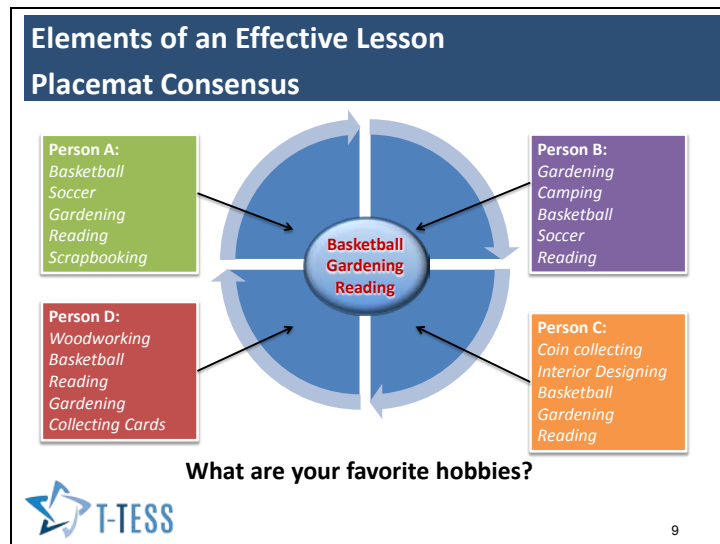 Elements of an Effective Lesson
Placemat Consensus
Person A:
Basketball
Soccer
Gardening
Reading
Scrapbooking
Person B:
Gardening
Camping
Basketball
Soccer
Reading
Basketball
Gardening
Reading
Person D:
Woodworking
Basketball
Reading
Gardening
Collecting Cards
Person C:
Coin collecting
Interior Designing
Basketball
Gardening
Reading
What are your favorite hobbies?
T-TESS
9